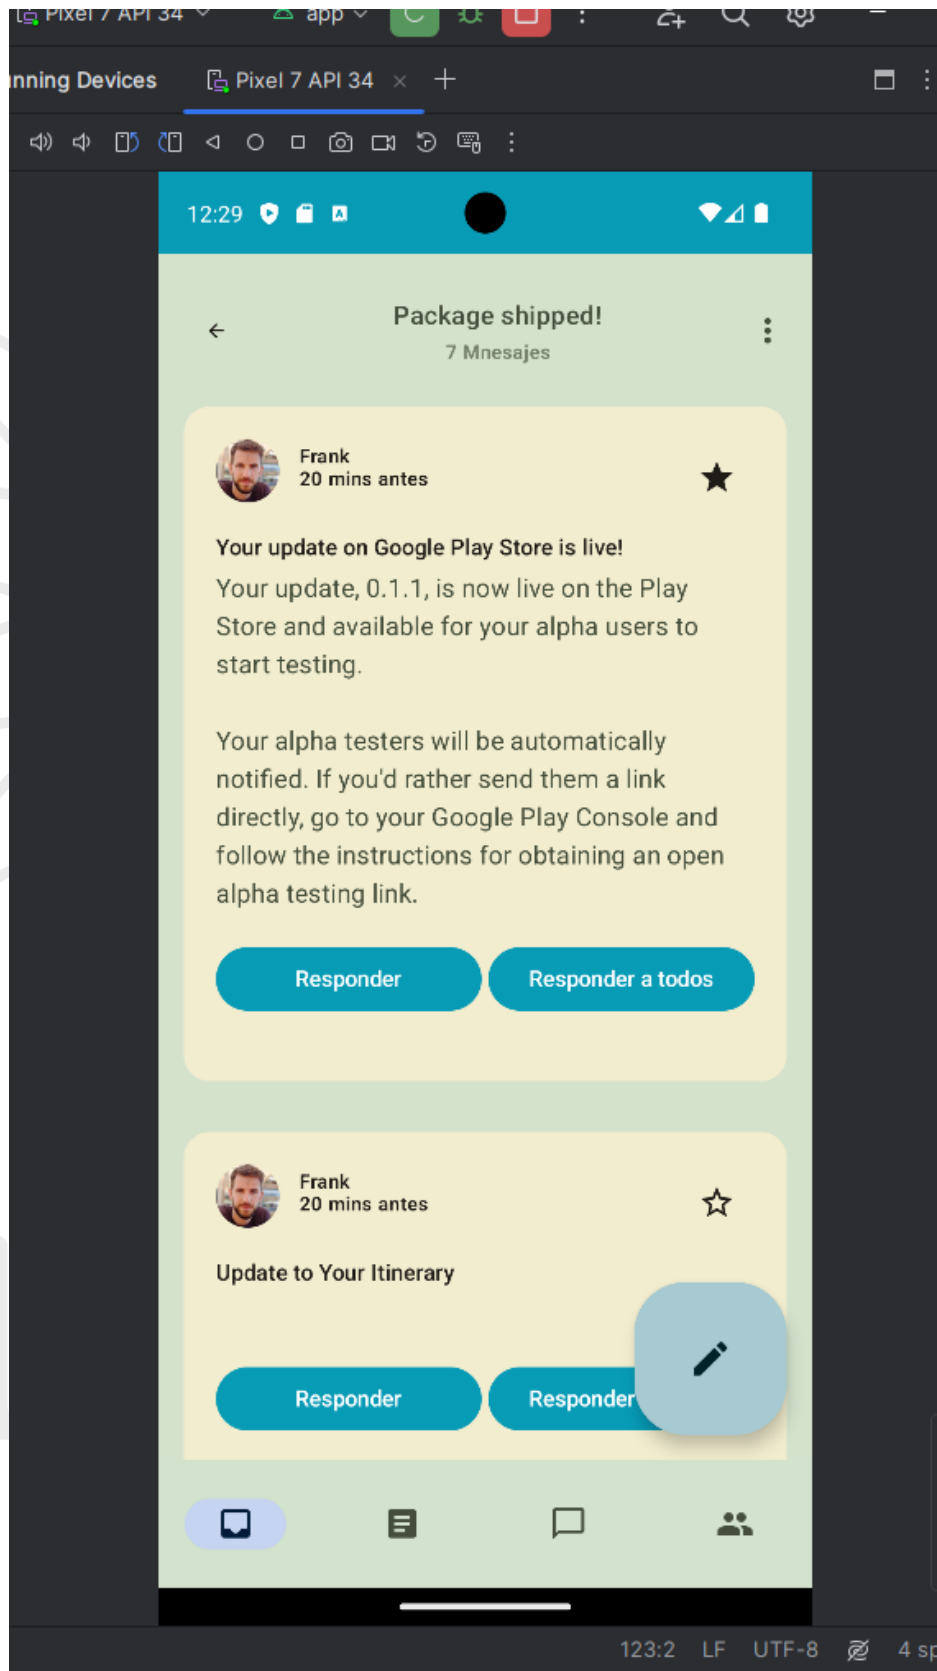 Pixel 7 API 34
app
nning Devices
Pixel 7 API 34
12:29
A
Package shipped!
7 Mnesajes
Frank
20 mins antes
Your update on Google Play Store is live!
Your update, 0.1.1, is now live on the Play
Store and available for your alpha users to
start testing.
Your alpha testers will be automatically
notified. If you'd rather send them a link
directly, go to your Google Play Console and
follow the instructions for obtaining an open
alpha testing link.
Responder
Responder a todos
Frank
20 mins antes
Update to Your Itinerary
Responder
Responder
123:2 LF UTF-8 4 sp